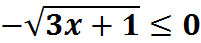 −√3x + 1 ≤ 0